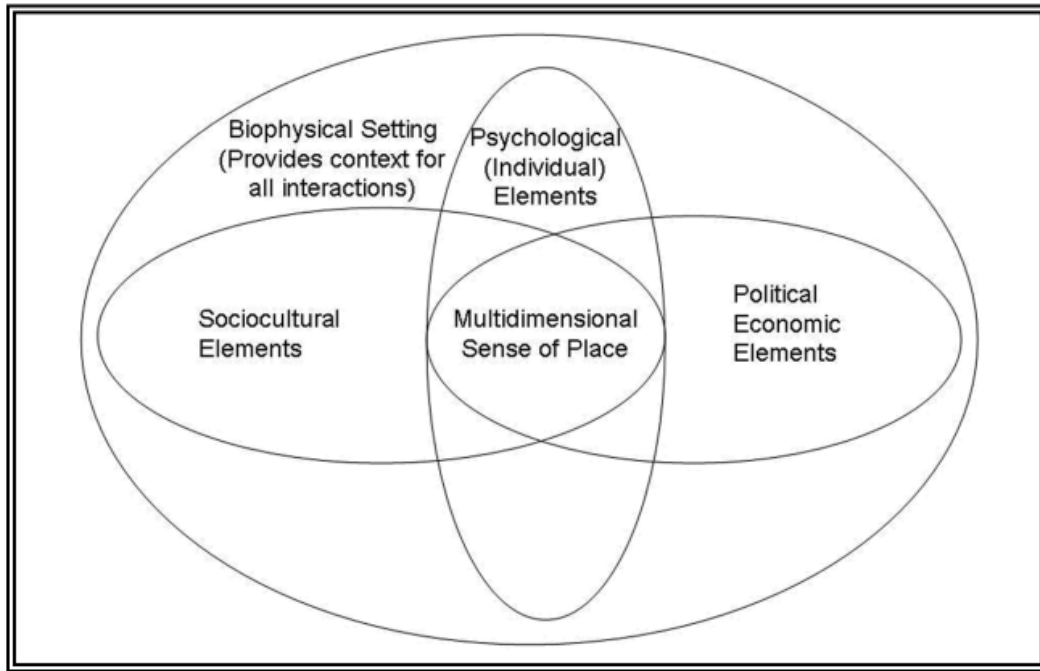 Biophysical Setting
(Provides context for
all interactions)
Psychological
(Individual)
Elements
Sociocultural
Elements
Multidimensional
Sense of Place
Political
Economic
Elements